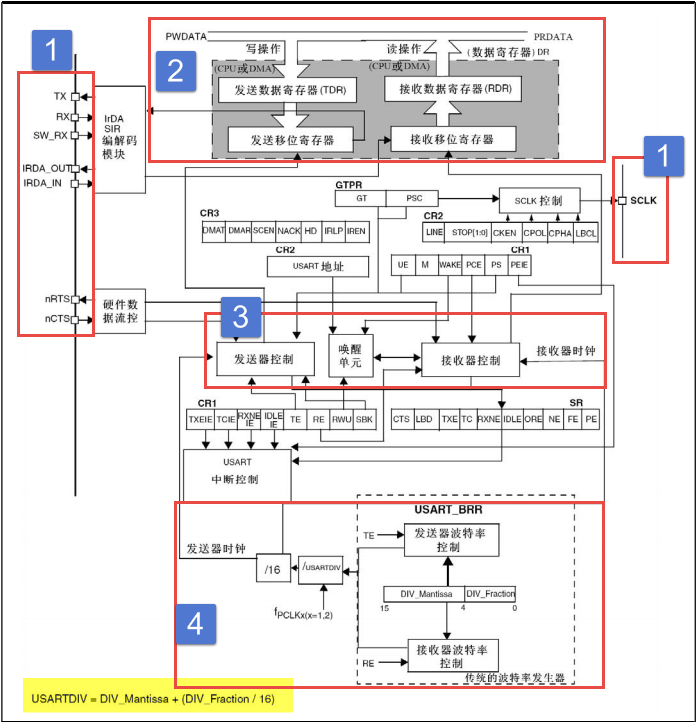 PWDATA
PRDATA
写操作
读操作
(数据寄存器) DR
(CPU或DMA)
(CPU或DMA)
1
2
TX
RX
SW_RX
IRDA_OUT
IRDA_IN
IrDA
SIR
编解码
模块
发送数据寄存器(TDR)
接收数据寄存器(RDR)
发送移位寄存器
接收移位寄存器
1
SCLK
GTPR
GT PSC
SCLK 控制
CR3
DMAT DMAR SCEN NACK HD IRLP IREN
CR2
LINE STOP[1:0] CKEN CPOL CPHA LBCL
CR2
USART 地址
CR1
UE M WAKE PCE PS PEIE
nRTS
nCTS
硬件数
据流控
3
发送器控制
唤醒
单元
接收器控制
接收器时钟
CR1
TXEIE TCIE RXNE
IE IDLE
IE TE RE RWU SBK
SR
CTS LBD TXE TC RXNE IDLE ORE NE FE PE
USART
中断控制
4
发送器时钟
/16
/USARTDIV
fPCLKx(x=1,2)
USART_BRR
TE
发送器波特率
控制
DIV_Mantissa DIV_Fraction
15 4 0
RE
接收器波特率
控制
传统的波特率发生器
USARTDIV = DIV_Mantissa + (DIV_Fraction / 16)